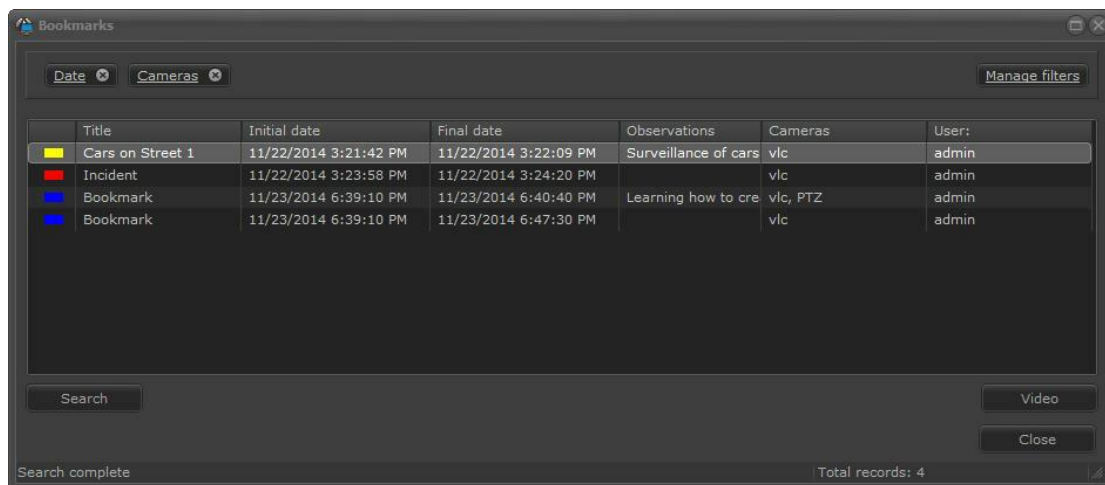 Bookmarks
Date Cameras Manage filters
Title Initial date Final date Observations Cameras User:
Cars on Street 1 11/22/2014 3:21:42 PM 11/22/2014 3:22:09 PM Surveillance of cars vlc admin
Incident 11/22/2014 3:23:58 PM 11/22/2014 3:24:20 PM vlc admin
Bookmark 11/23/2014 6:39:10 PM 11/23/2014 6:40:40 PM Learning how to cre vlc, PTZ admin
Bookmark 11/23/2014 6:39:10 PM 11/23/2014 6:47:30 PM vlc admin
Search Video
Close
Search complete Total records: 4